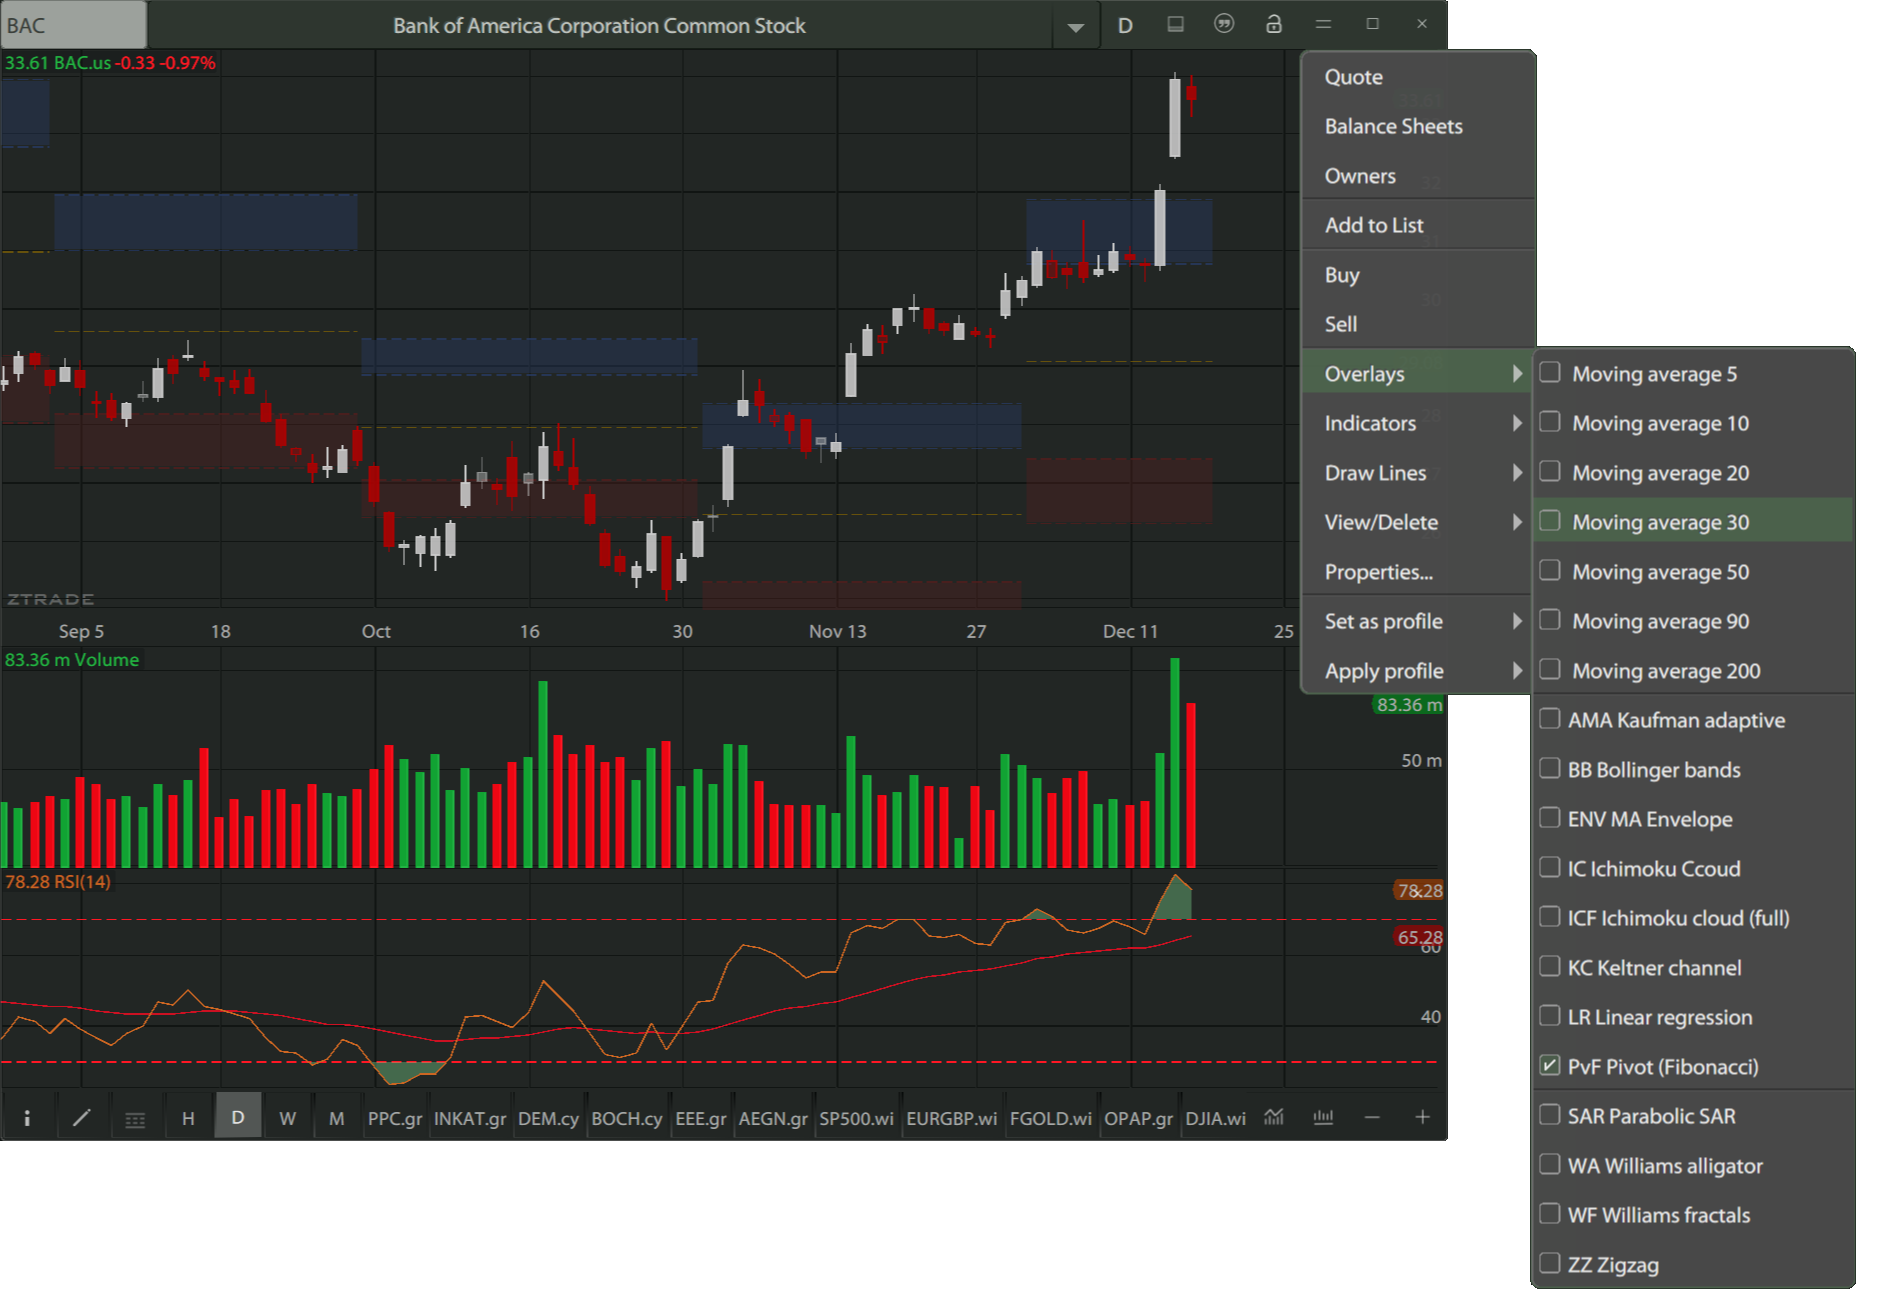 BAC
Bank of America Corporation Common Stock
D
33.61 BAC.us -0.33 -0.97%
Quote
Balance Sheets
Owners
Add to List
Buy
Sell
Overlays
Indicators
Draw Lines
View/Delete
Properties...
Set as profile
Apply profile
Moving average 5
Moving average 10
Moving average 20
Moving average 30
Moving average 50
Moving average 90
Moving average 200
AMA Kaufman adaptive
BB Bollinger bands
ENV MA Envelope
IC Ichimoku Ccoud
ICF Ichimoku cloud (full)
KC Keltner channel
LR Linear regression
PvF Pivot (Fibonacci)
SAR Parabolic SAR
WA Williams alligator
WF Williams fractals
ZZ Zigzag
33.61
32
31
30
28
ZTRADE
Sep 5 18 Oct 16 30 Nov 13 27 Dec 11 25
83.36 m Volume
83.36 m
50 m
78.28 RSI(14)
78.28
65.28
60
40
H D W M PPC.gr INKAT.gr DEM.cy BOCH.cy EEE.gr AEGN.gr SP500.wi EURGBP.wi FGOLD.wi OPAP.gr DJIA.wi